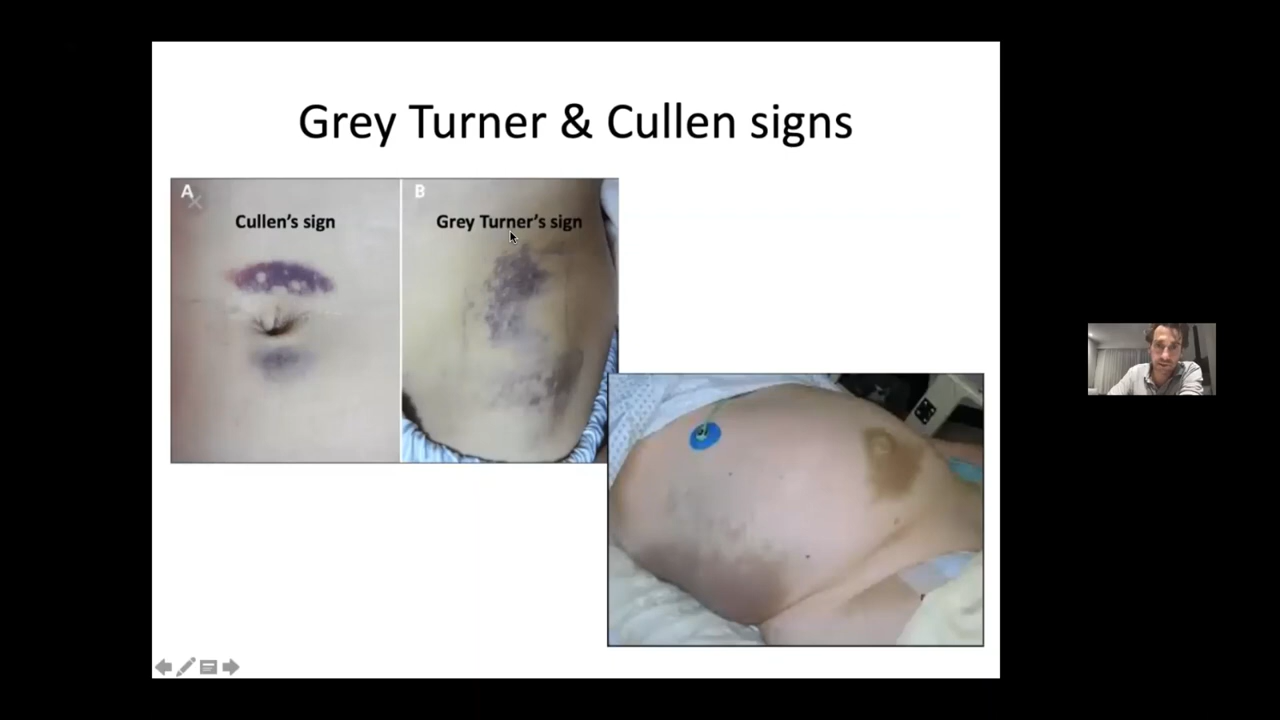 Grey Turner & Cullen signs
A
B
Cullen's sign
Grey Turner's sign